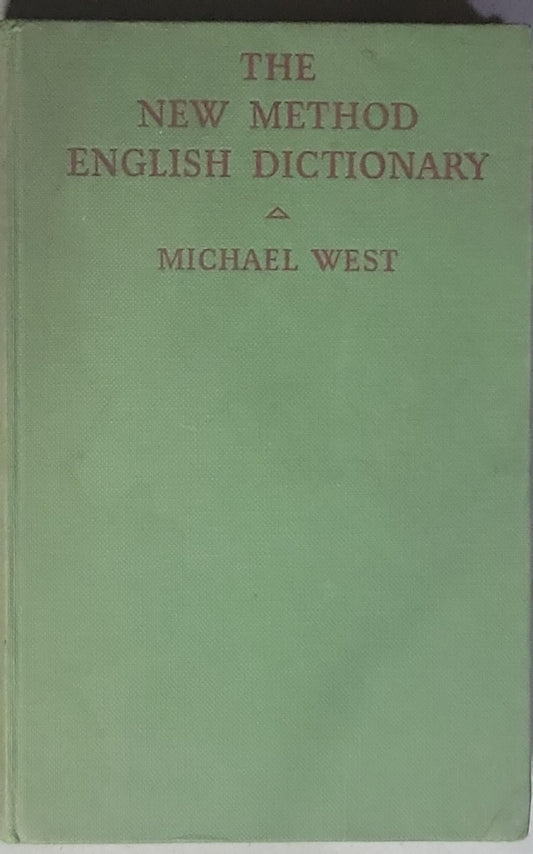 THE
NEW METHOD
ENGLISH DICTIONARY
MICHAEL WEST